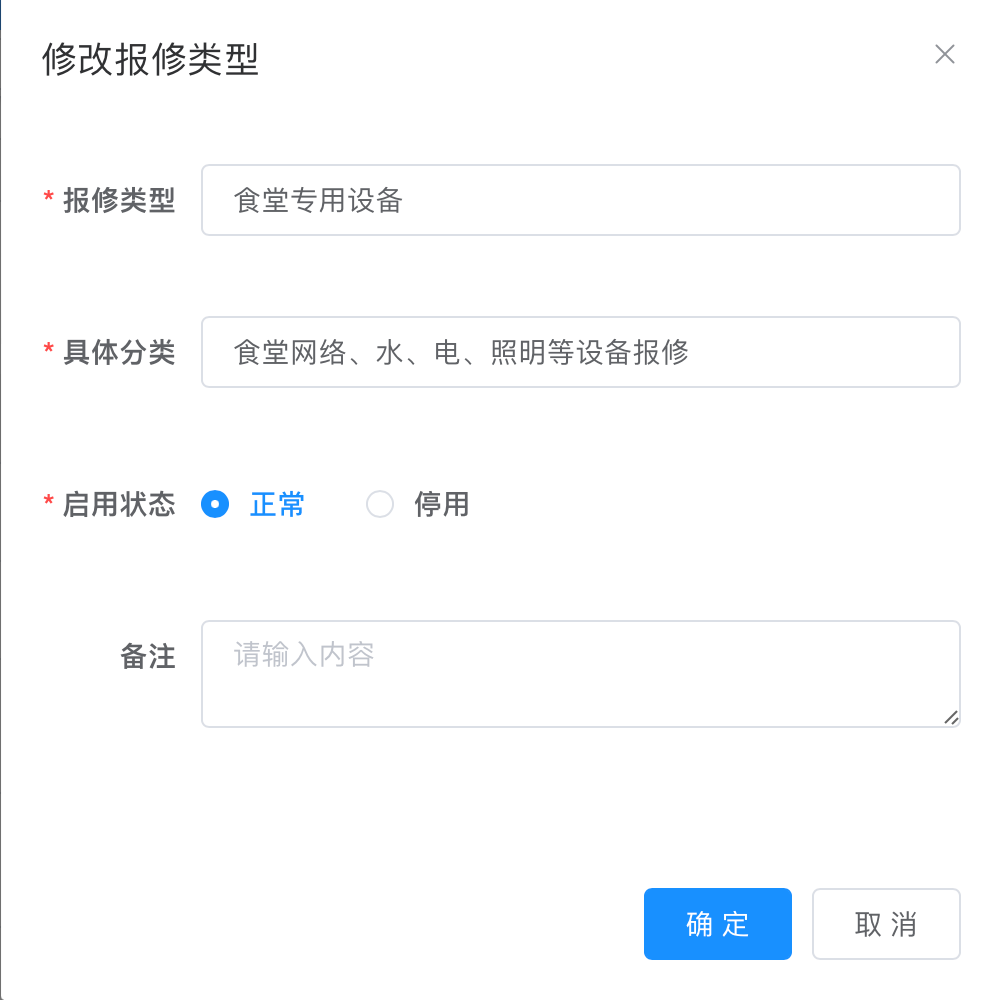 修改报修类型
* 报修类型 食堂专用设备
* 具体分类 食堂网络、水、电、照明等设备报修
* 启用状态 正常 停用
备注 请输入内容
确定 取消